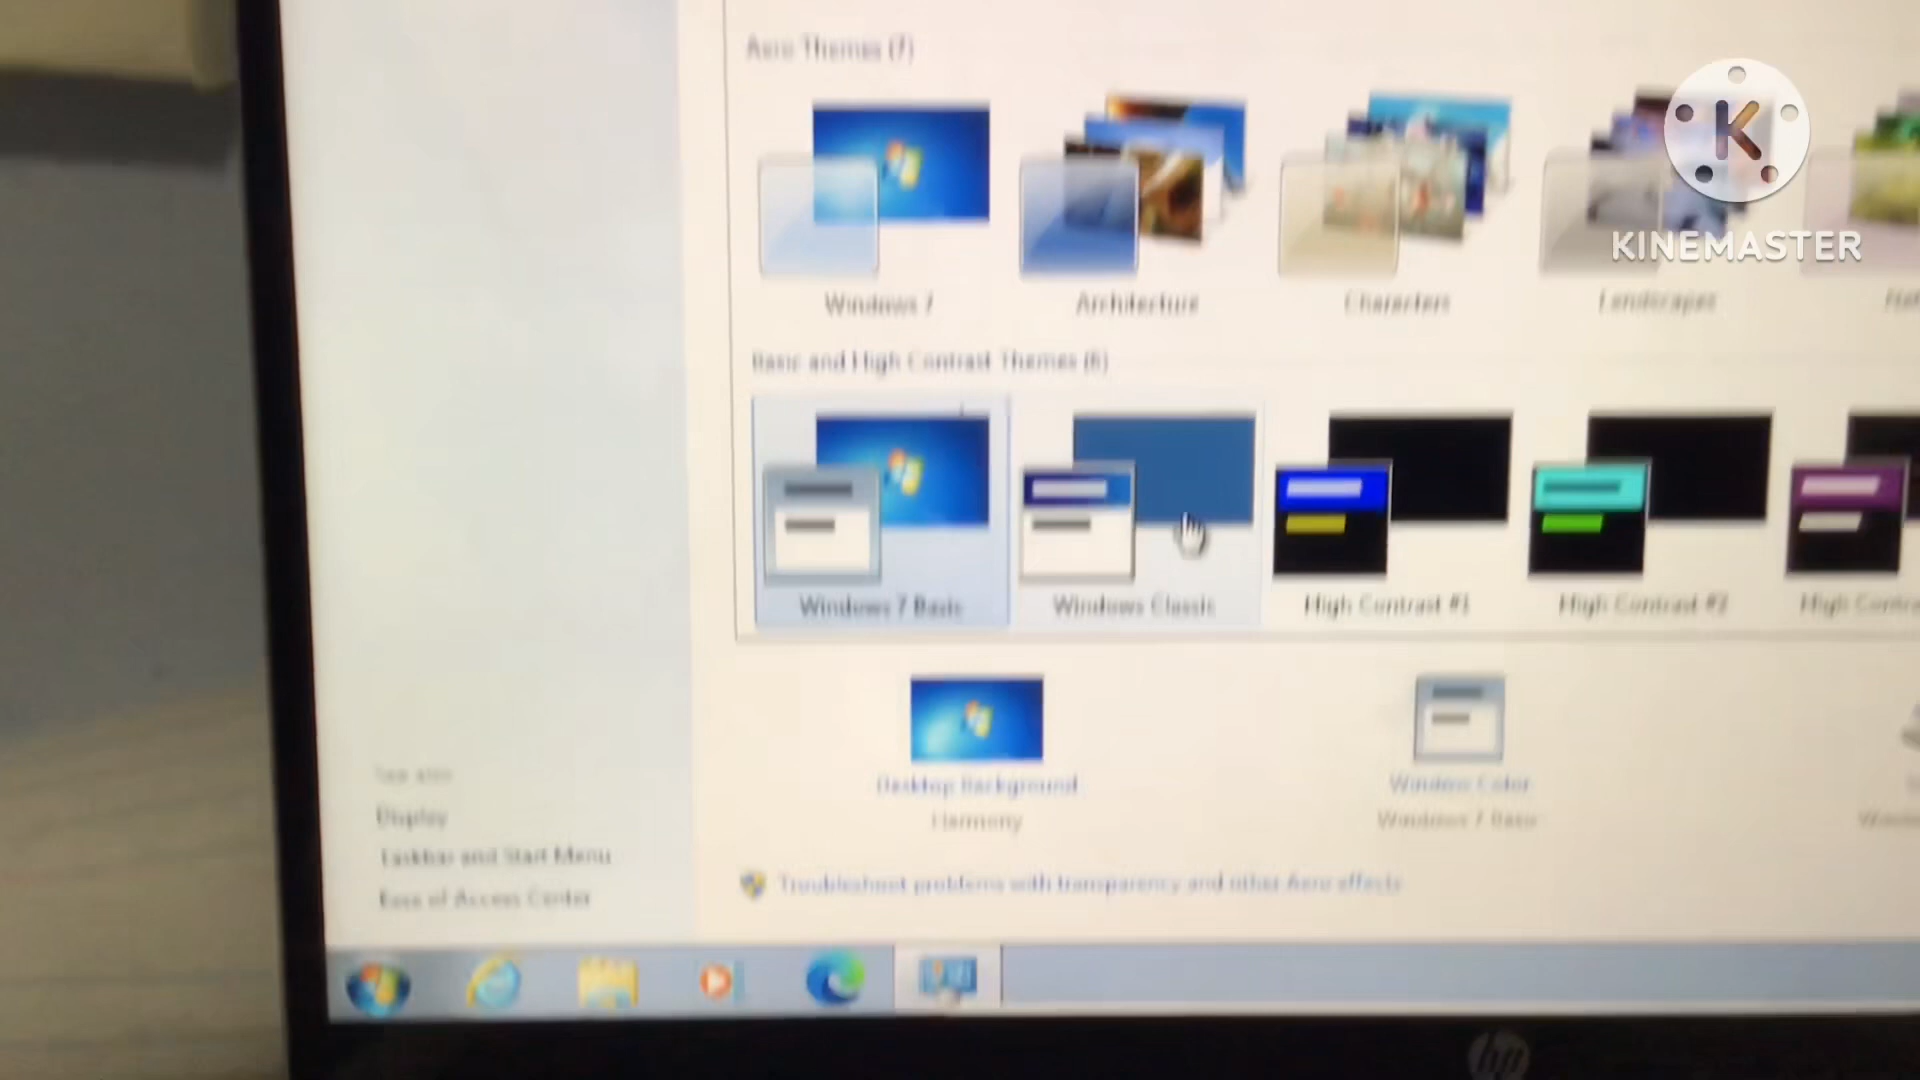 Aero Themes (7)
KINEMASTER
Windows 7
Architecture
Characters
Landscapes
Basic and High Contrast Themes (6)
Windows 7 Basic
Windows Classic
High Contrast #1
High Contrast #2
High Contra
Desktop Background
Harmony
Window Color
Windows 7 Basic
See also
Display
Taskbar and Start Menu
Ease of Access Center
Troubleshoot problems with transparency and other Aero effects
hp